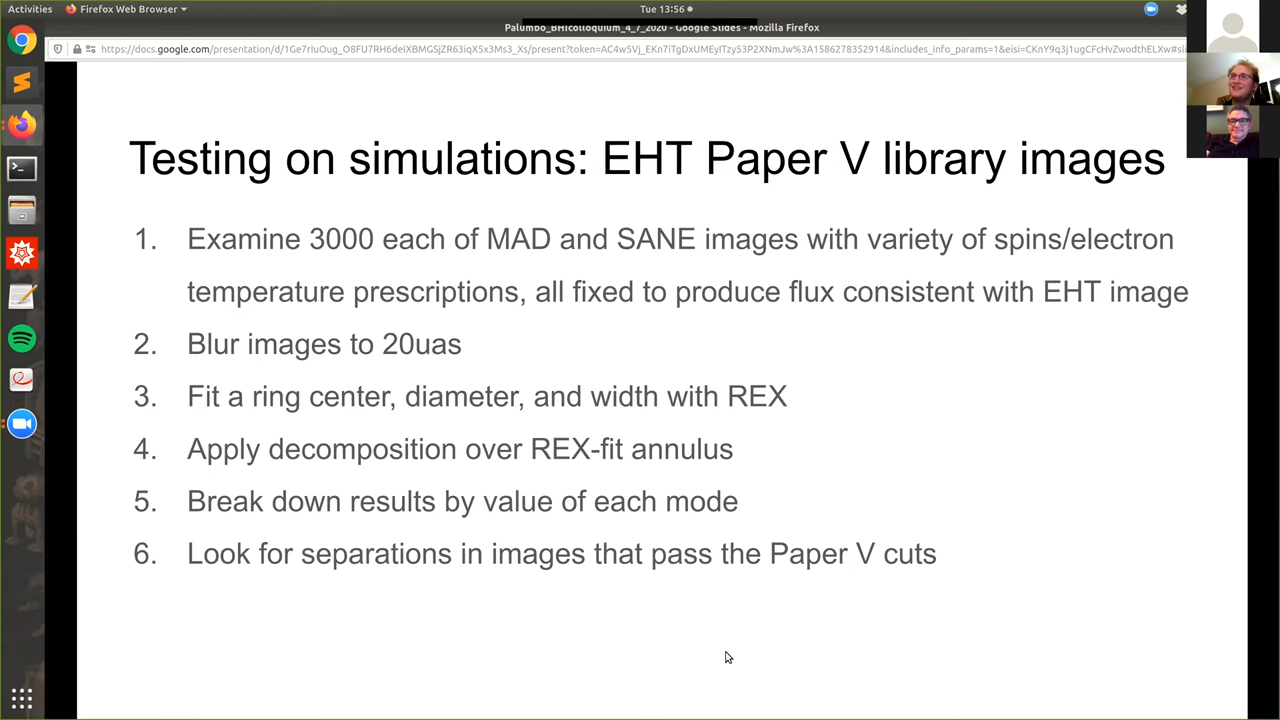 Activities
Firefox Web Browser
Tue 13:56
Palumbo_BHIcolloquium_4_7_2020 - Google Slides - Mozilla Firefox
Testing on simulations: EHT Paper V library images
1. Examine 3000 each of MAD and SANE images with variety of spins/electron
temperature prescriptions, all fixed to produce flux consistent with EHT image
2. Blur images to 20uas
3. Fit a ring center, diameter, and width with REX
4. Apply decomposition over REX-fit annulus
5. Break down results by value of each mode
6. Look for separations in images that pass the Paper V cuts